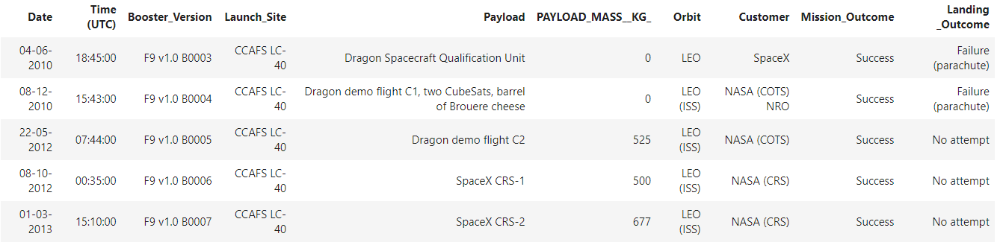 Date Time (UTC) Booster_Version Launch_Site Payload PAYLOAD_MASS__KG_ Orbit Customer Mission_Outcome Landing _Outcome
04-06-2010 18:45:00 F9 v1.0 B0003 CCAFS LC-40 Dragon Spacecraft Qualification Unit 0 LEO SpaceX Success Failure (parachute)
08-12-2010 15:43:00 F9 v1.0 B0004 CCAFS LC-40 Dragon demo flight C1, two CubeSats, barrel of Brouere cheese 0 LEO (ISS) NASA (COTS) NRO Success Failure (parachute)
22-05-2012 07:44:00 F9 v1.0 B0005 CCAFS LC-40 Dragon demo flight C2 525 LEO (ISS) NASA (COTS) Success No attempt
08-10-2012 00:35:00 F9 v1.0 B0006 CCAFS LC-40 SpaceX CRS-1 500 LEO (ISS) NASA (CRS) Success No attempt
01-03-2013 15:10:00 F9 v1.0 B0007 CCAFS LC-40 SpaceX CRS-2 677 LEO (ISS) NASA (CRS) Success No attempt